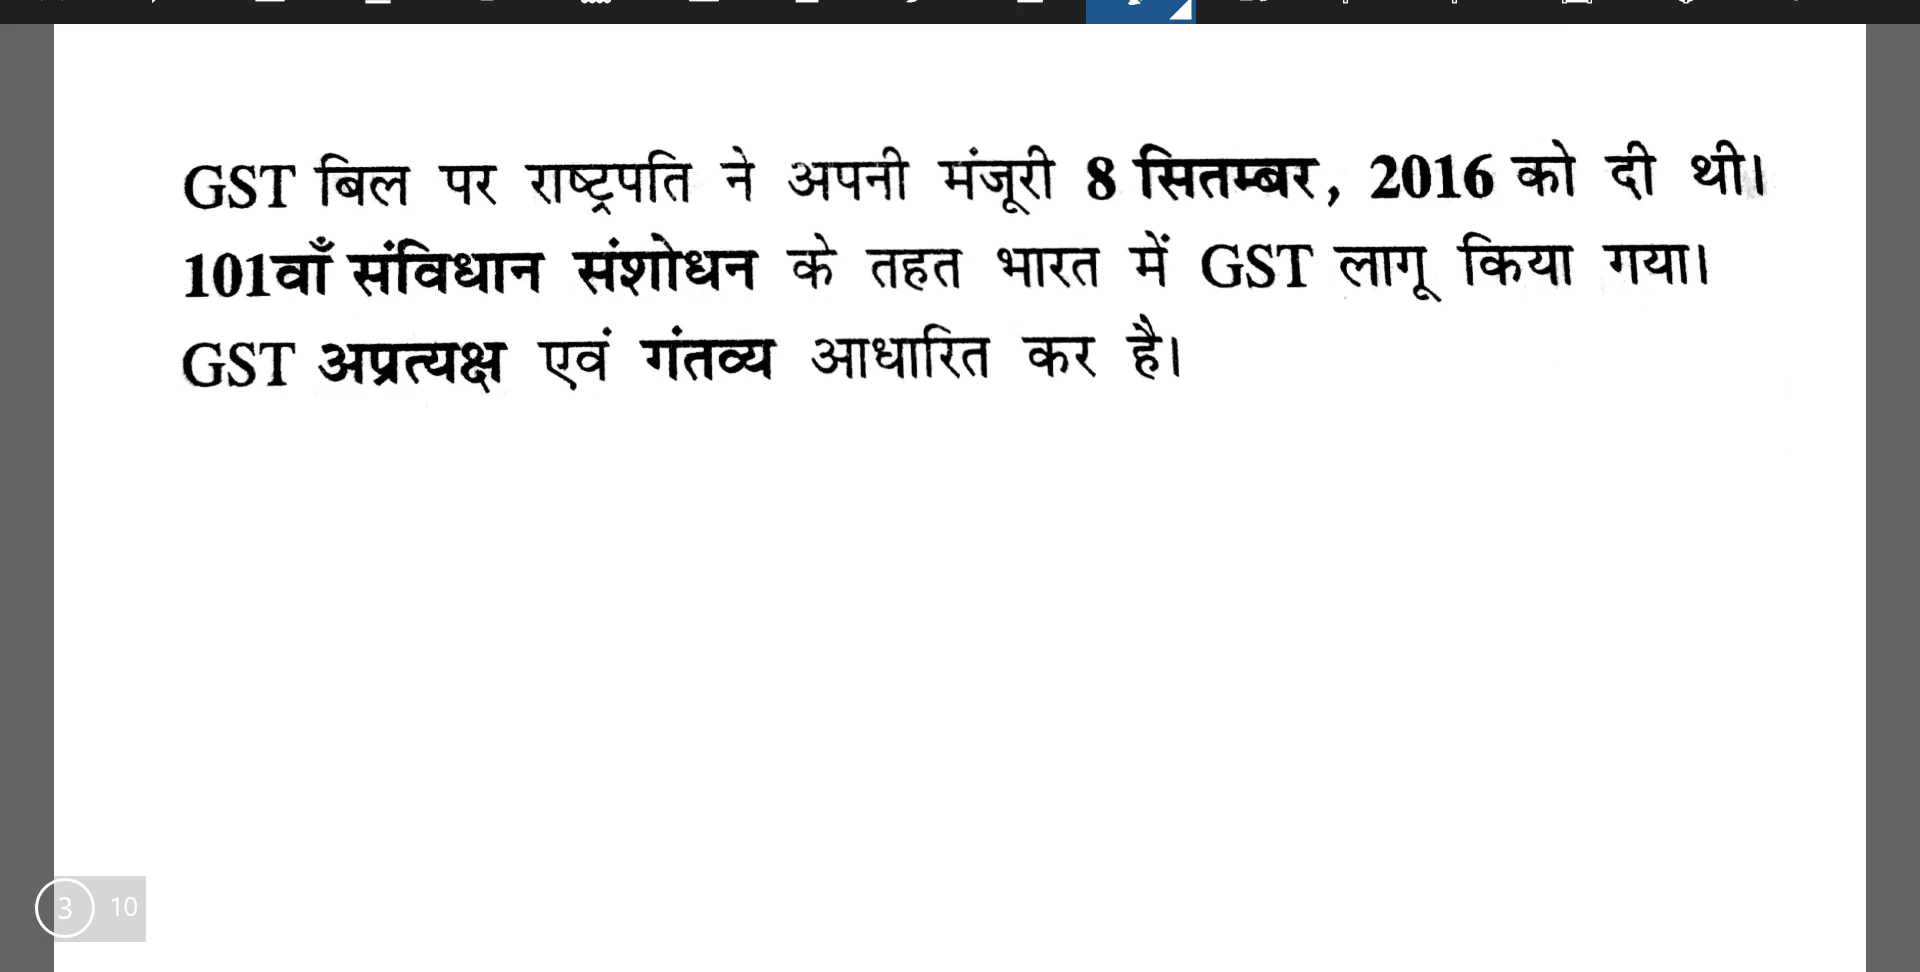 GST बिल पर राष्ट्रपति ने अपनी मंजूरी 8 सितम्बर, 2016 को दी थी।
101वाँ संविधान संशोधन के तहत भारत में GST लागू किया गया।
GST अप्रत्यक्ष एवं गंतव्य आधारित कर है।
3 10